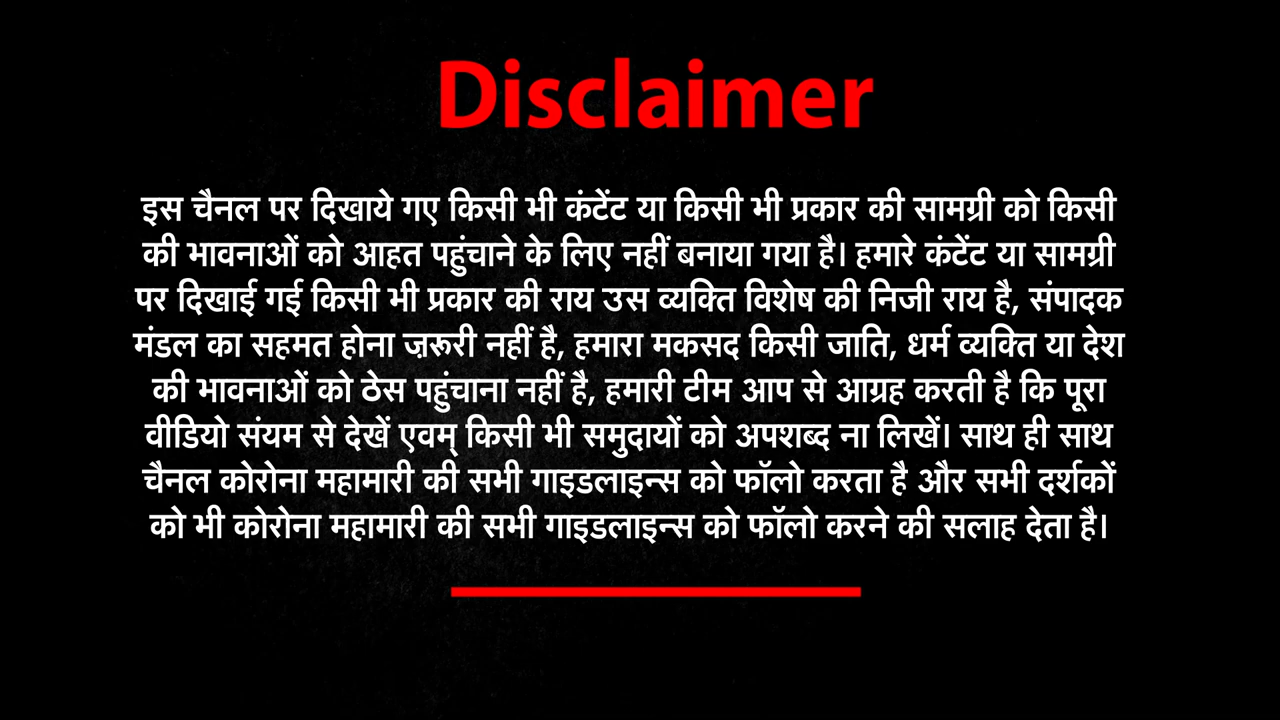 Disclaimer
इस चैनल पर दिखाये गए किसी भी कंटेंट या किसी भी प्रकार की सामग्री को किसी
की भावनाओं को आहत पहुंचाने के लिए नहीं बनाया गया है। हमारे कंटेंट या सामग्री
पर दिखाई गई किसी भी प्रकार की राय उस व्यक्ति विशेष की निजी राय है, संपादक
मंडल का सहमत होना ज़रूरी नहीं है, हमारा मकसद किसी जाति, धर्म व्यक्ति या देश
की भावनाओं को ठेस पहुंचाना नहीं है, हमारी टीम आप से आग्रह करती है कि पूरा
वीडियो संयम से देखें एवम् किसी भी समुदायों को अपशब्द ना लिखें। साथ ही साथ
चैनल कोरोना महामारी की सभी गाइडलाइन्स को फॉलो करता है और सभी दर्शकों
को भी कोरोना महामारी की सभी गाइडलाइन्स को फॉलो करने की सलाह देता है।